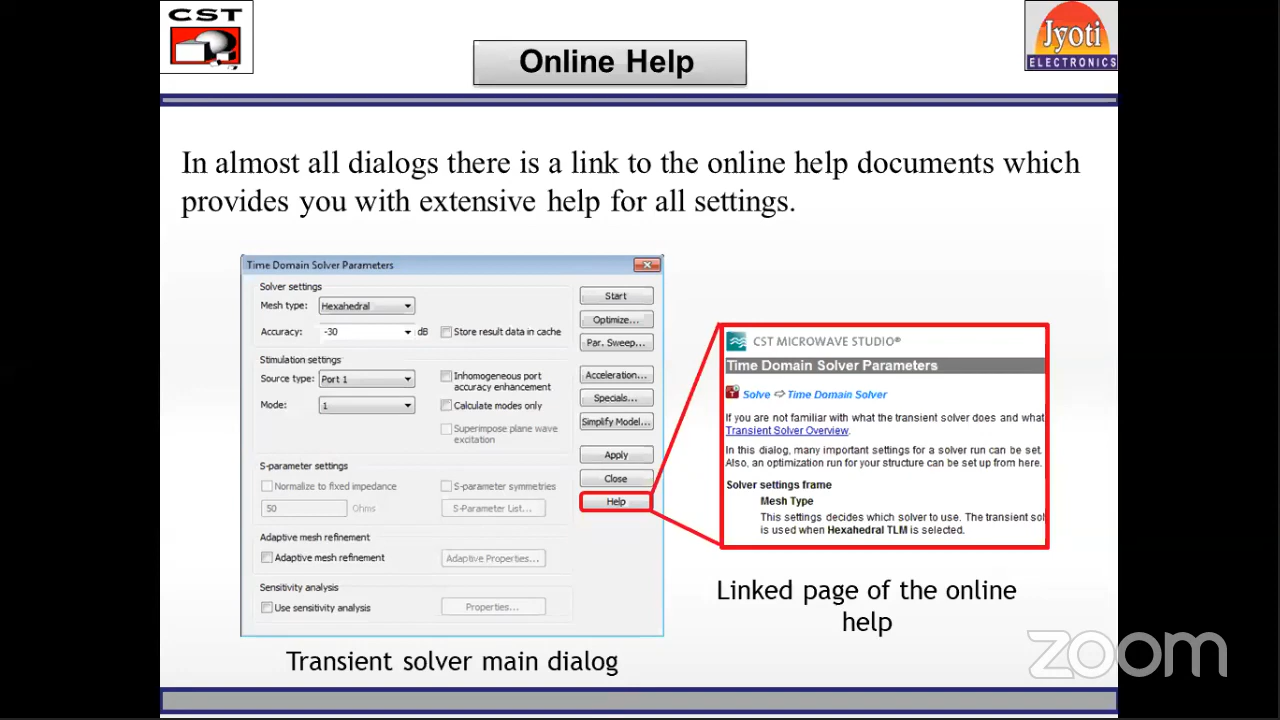 CST
Online Help
Jyoti
ELECTRONICS
In almost all dialogs there is a link to the online help documents which
provides you with extensive help for all settings.
Time Domain Solver Parameters
Solver settings
Mesh type: Hexahedral
Accuracy: -30 dB
Store result data in cache
Stimulation settings
Source type: Port 1
Inhomogeneous port
accuracy enhancement
Mode: 1
Calculate modes only
Superimpose plane wave
excitation
S-parameter settings
Normalize to fixed impedance
S-parameter symmetries
50 Ohms
S-Parameter List...
Adaptive mesh refinement
Adaptive mesh refinement
Adaptive Properties...
Sensitivity analysis
Use sensitivity analysis
Properties...
Start
Optimize...
Par. Sweep...
Acceleration...
Specials...
Simplify Model...
Apply
Close
Help
CST MICROWAVE STUDIO®
Time Domain Solver Parameters
Solve ⇨ Time Domain Solver
If you are not familiar with what the transient solver does and what
Transient Solver Overview.
In this dialog, many important settings for a solver run can be set.
Also, an optimization run for your structure can be set up from here.
Solver settings frame
Mesh Type
This settings decides which solver to use. The transient sol
is used when Hexahedral TLM is selected.
Linked page of the online
help
Transient solver main dialog
zoom